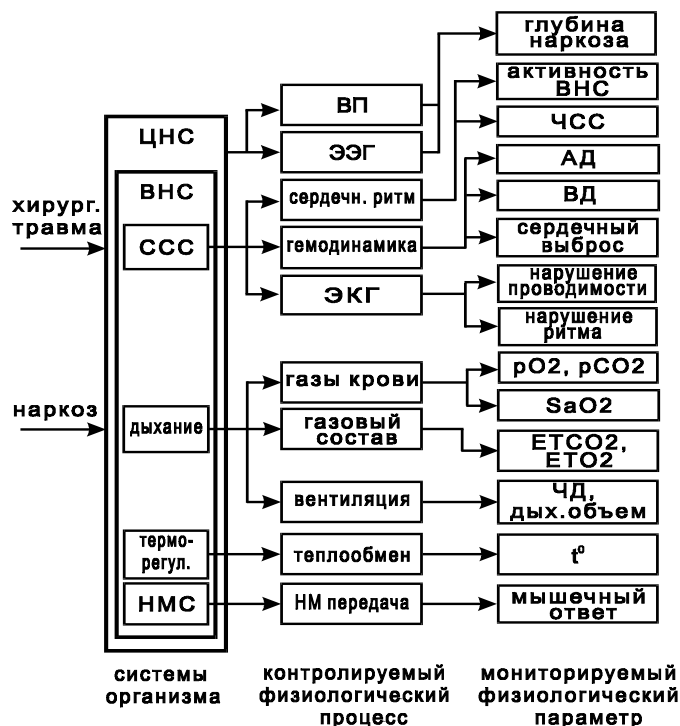 глубина
наркоза
активность
ВНС
ВП
ЧСС
ЦНС
ЭЭГ
АД
ВНС
сердечн. ритм
ВД
хирург.
травма
ССС
гемодинамика
сердечный
выброс
ЭКГ
нарушение
проводимости
нарушение
ритма
газы крови
pO2, pCO2
SaO2
наркоз
дыхание
газовый
состав
ETCO2,
ETO2
вентиляция
ЧД,
дых.объем
термо-
регул.
теплообмен
t°
НМС
НМ передача
мышечный
ответ
системы
организма
контролируемый
физиологический
процесс
мониторируемый
физиологический
параметр